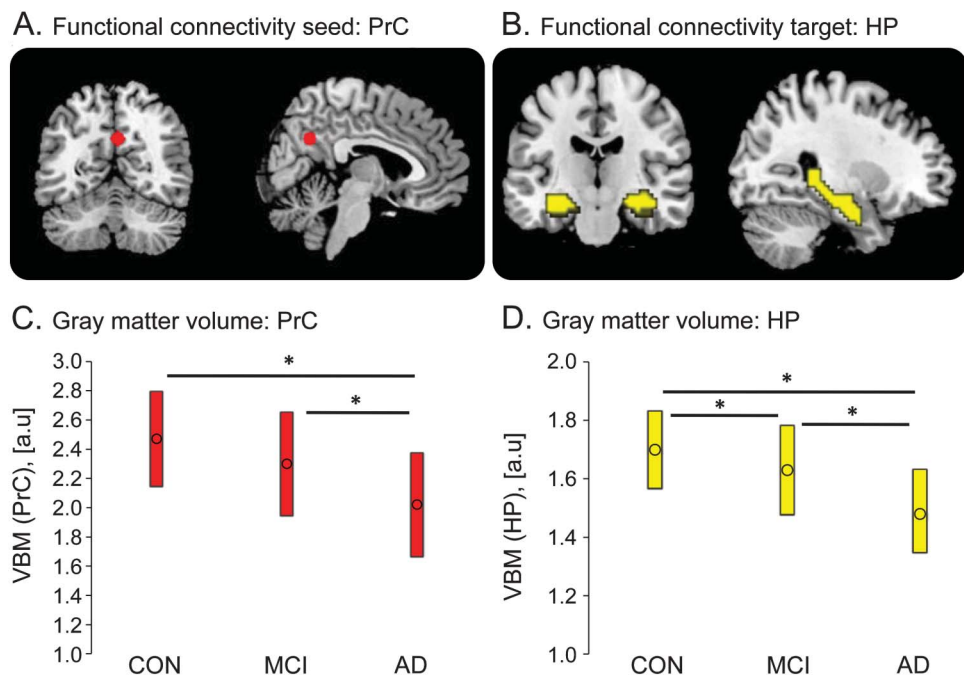 A. Functional connectivity seed: PrC
B. Functional connectivity target: HP
C. Gray matter volume: PrC
VBM (PrC), [a.u]
3.0
2.8
2.6
2.4
2.2
2.0
1.8
1.6
1.4
1.2
1.0
*
*
CON MCI AD
D. Gray matter volume: HP
VBM (HP), [a.u]
2.0
1.8
1.6
1.4
1.2
1.0
*
*
*
CON MCI AD